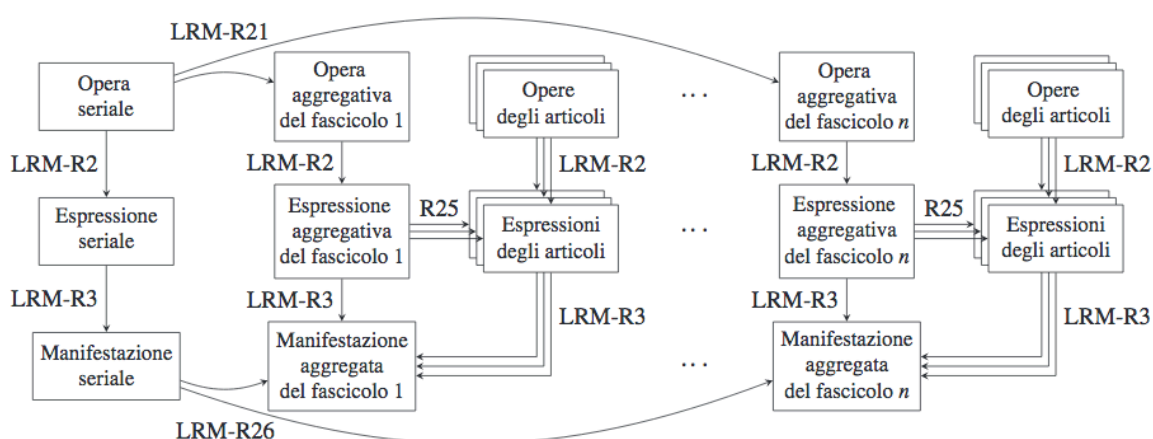 LRM-R21
Opera
seriale
Opera
aggregativa
del fascicolo 1
Opere
degli articoli
...
Opera
aggregativa
del fascicolo n
Opere
degli articoli
LRM-R2
LRM-R2
LRM-R2
LRM-R2
LRM-R2
Espressione
seriale
Espressione
aggregativa
del fascicolo 1
R25
Espressioni
degli articoli
...
Espressione
aggregativa
del fascicolo n
R25
Espressioni
degli articoli
LRM-R3
LRM-R3
LRM-R3
LRM-R3
LRM-R3
Manifestazione
seriale
Manifestazione
aggregata
del fascicolo 1
...
Manifestazione
aggregata
del fascicolo n
LRM-R26